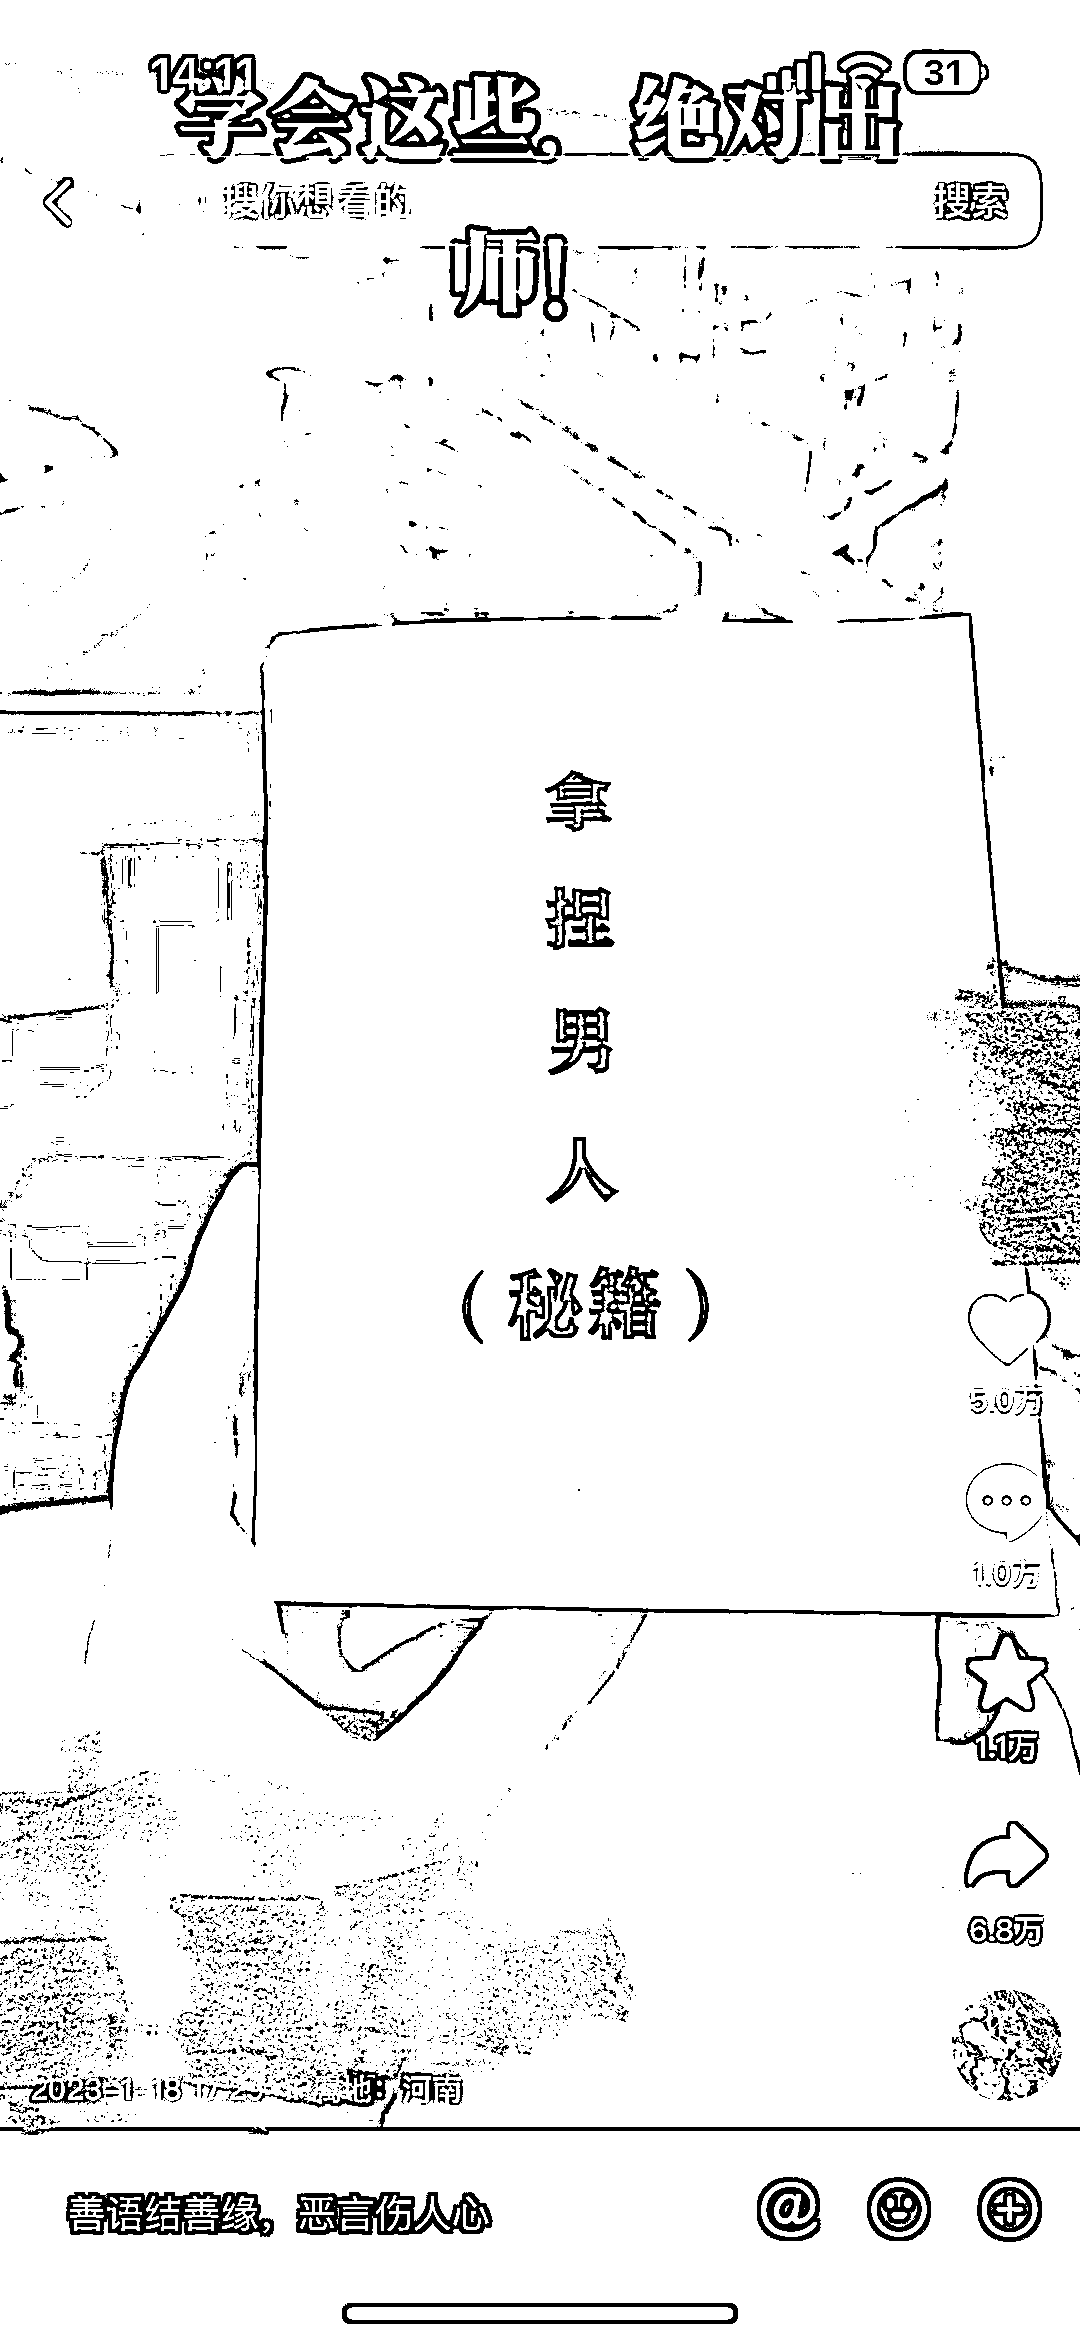 14:11
31
学会这些。绝对出
师！
搜你想看的
搜索
拿
捏
男
人
（秘籍）
5.0万
1.0万
1.1万
6.8万
2023-1-18 17
属地：河南
善语结善缘，恶言伤人心